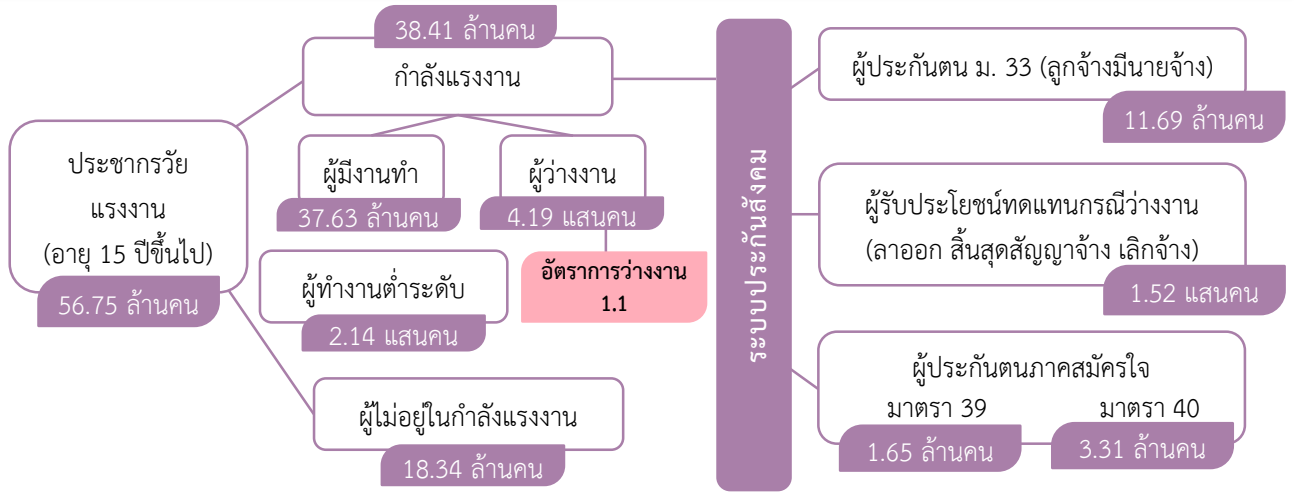 38.41 ล้านคน
กำลังแรงงาน
ประชากรวัย
แรงงาน
(อายุ 15 ปีขึ้นไป)
56.75 ล้านคน
ผู้มีงานทำ
37.63 ล้านคน
ผู้ว่างงาน
4.19 แสนคน
อัตราการว่างงาน
1.1
ผู้ทำงานต่ำระดับ
2.14 แสนคน
ผู้ไม่อยู่ในกำลังแรงงาน
18.34 ล้านคน
ระบบประกันสังคม
ผู้ประกันตน ม. 33 (ลูกจ้างมีนายจ้าง)
11.69 ล้านคน
ผู้รับประโยชน์ทดแทนกรณีว่างงาน
(ลาออก สิ้นสุดสัญญาจ้าง เลิกจ้าง)
1.52 แสนคน
ผู้ประกันตนภาคสมัครใจ
มาตรา 39 มาตรา 40
1.65 ล้านคน 3.31 ล้านคน